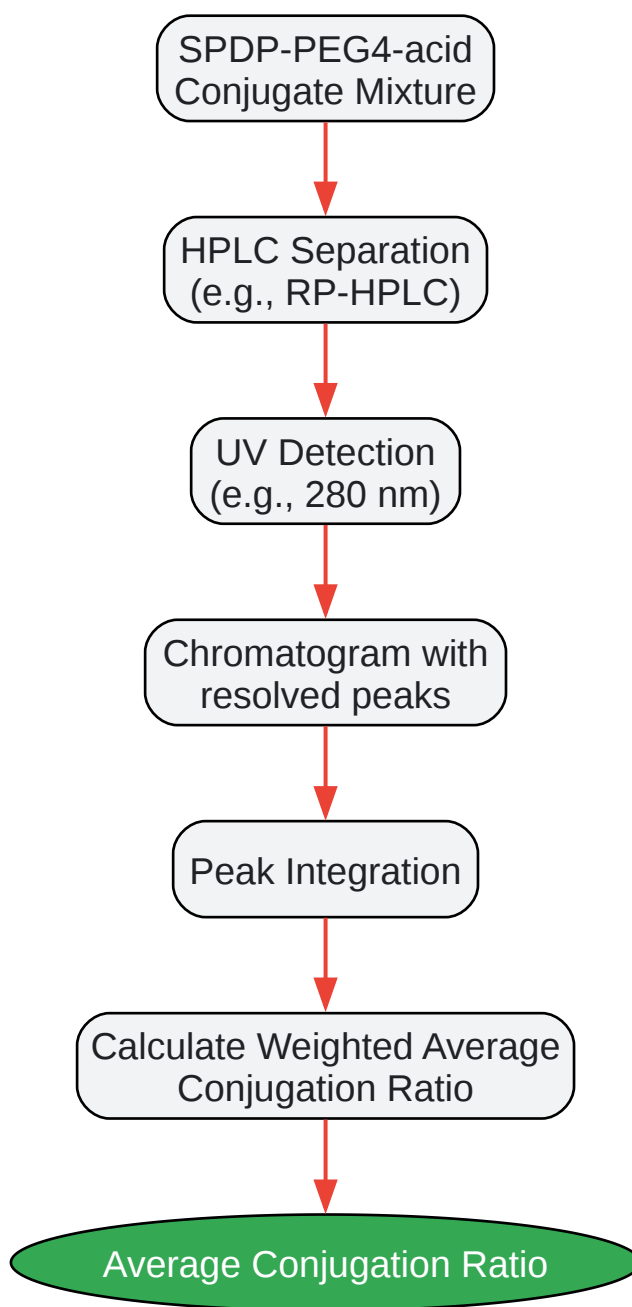 SPDP-PEG4-acid
Conjugate Mixture
HPLC Separation
(e.g., RP-HPLC)
UV Detection
(e.g., 280 nm)
Chromatogram with
resolved peaks
Peak Integration
Calculate Weighted Average
Conjugation Ratio
Average Conjugation Ratio